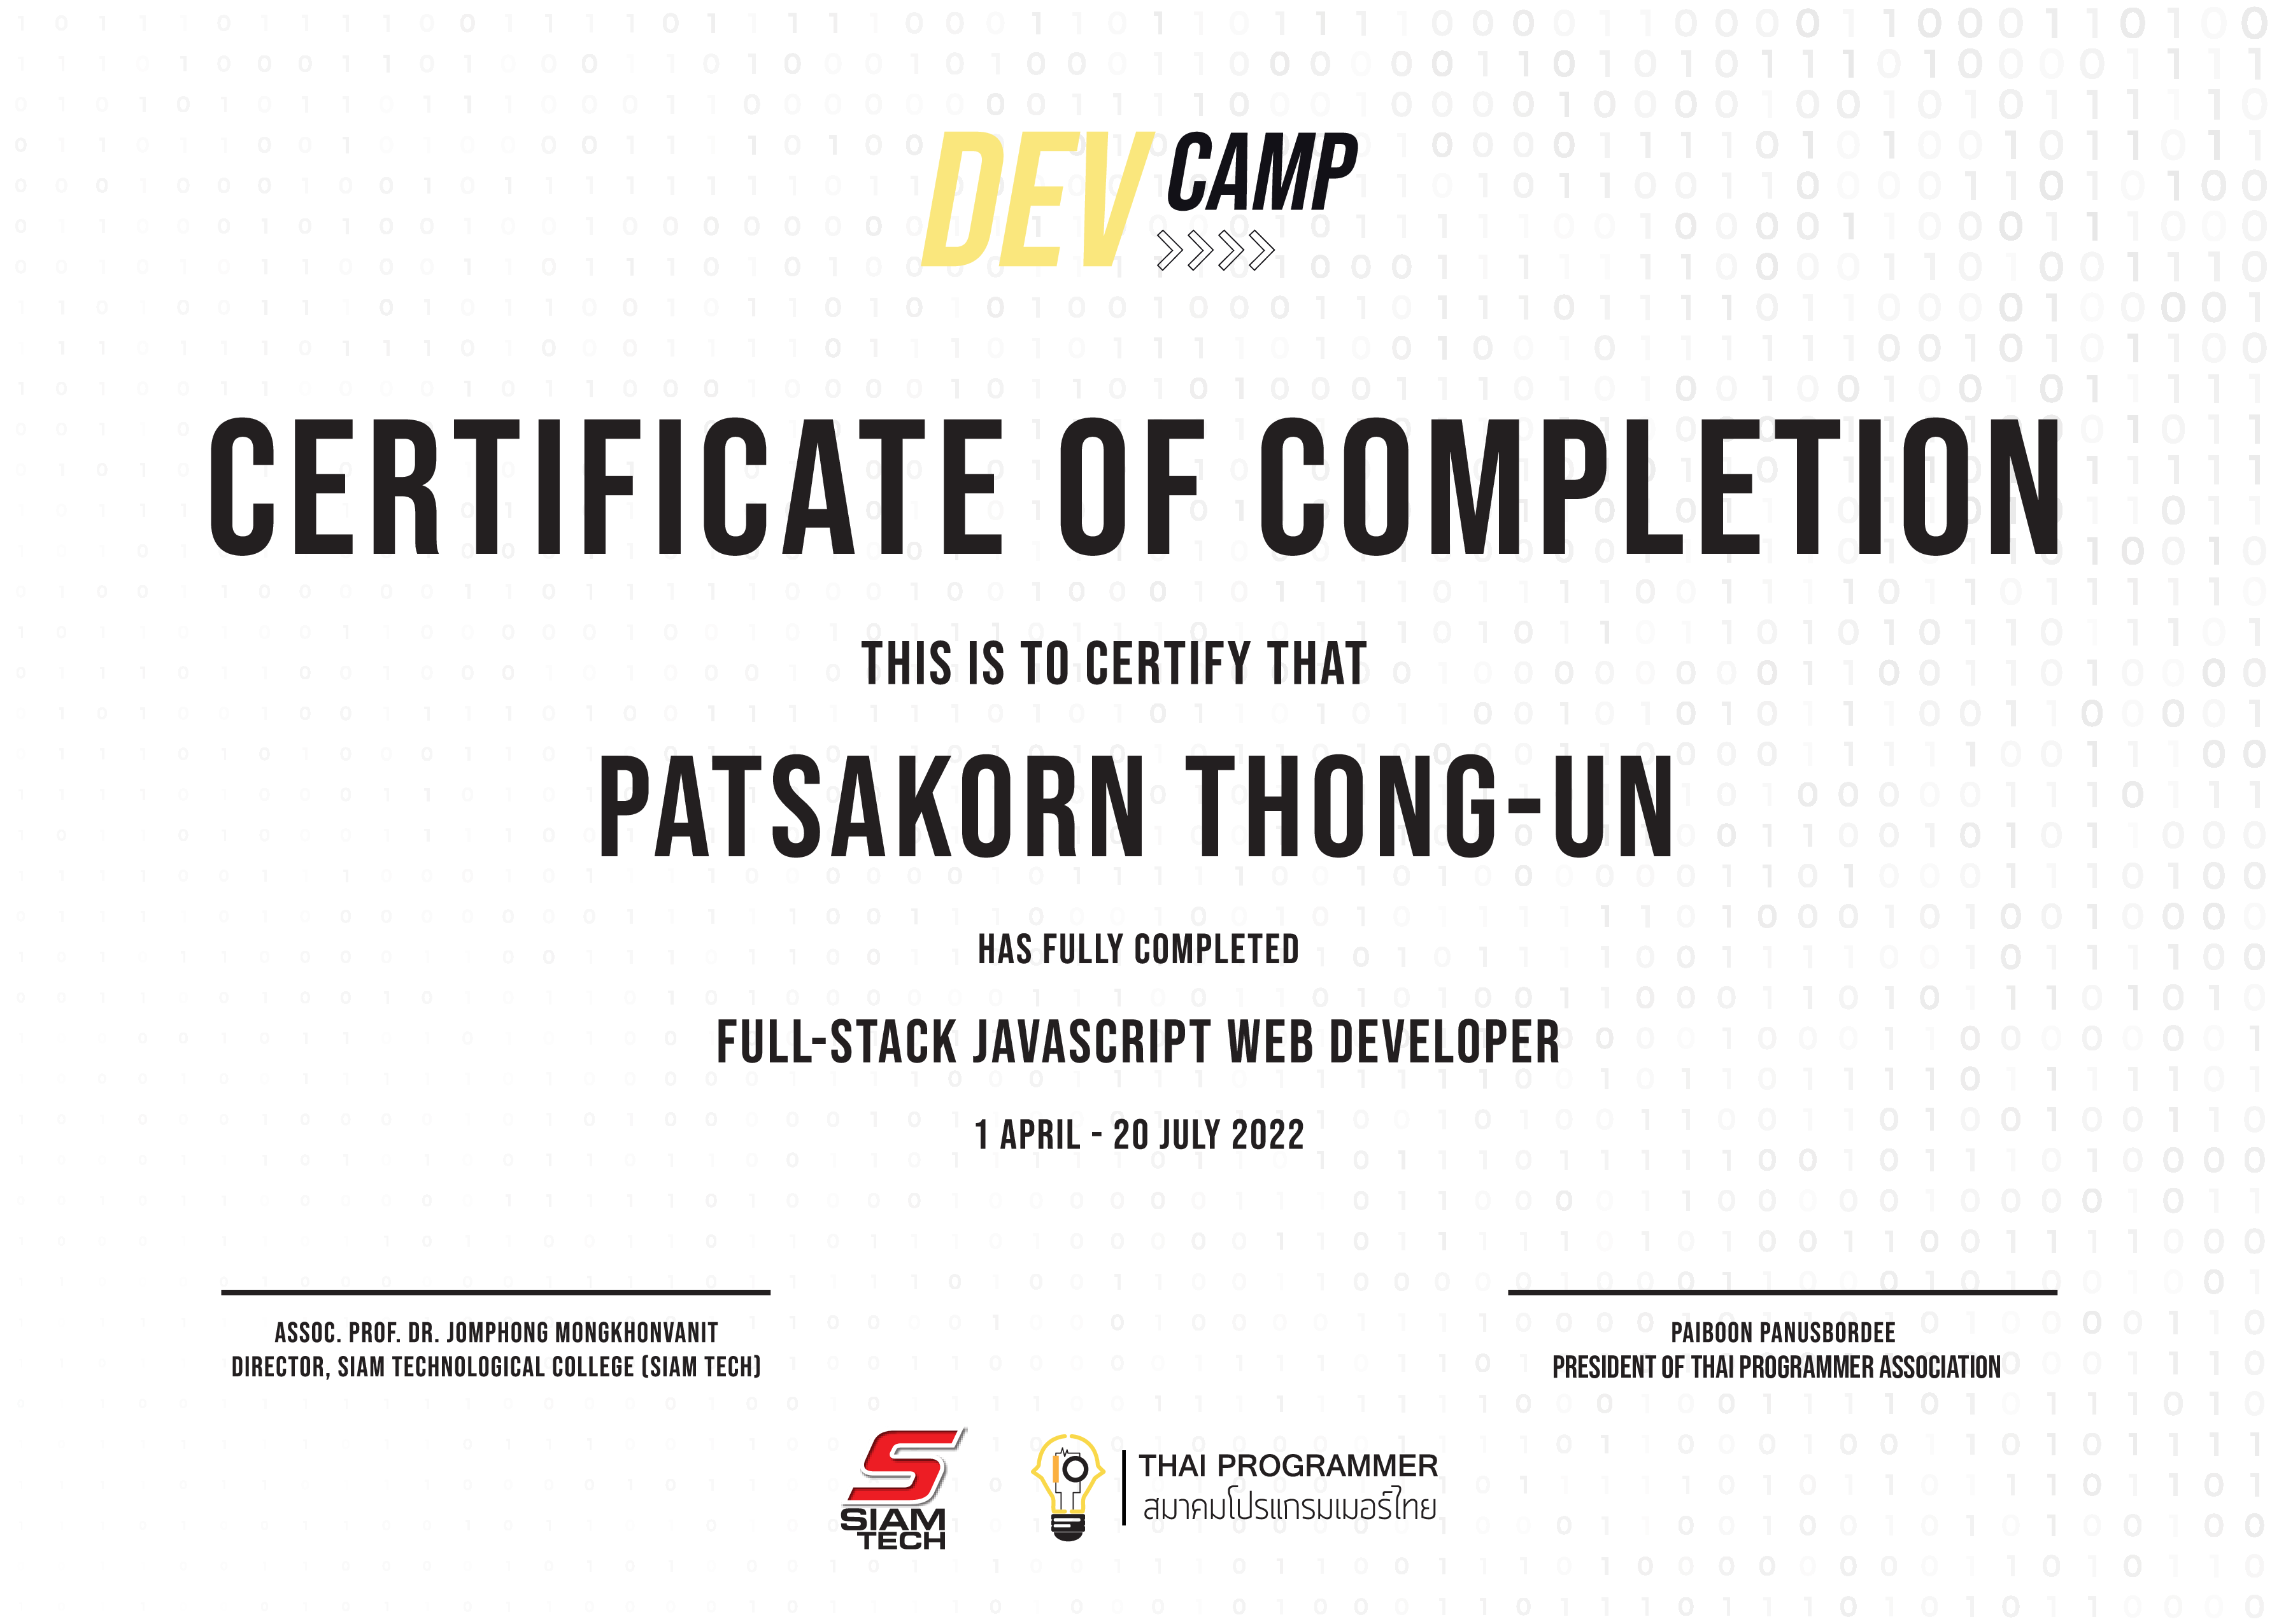 DEV CAMP
CERTIFICATE OF COMPLETION
THIS IS TO CERTIFY THAT
PATSAKORN THONG-UN
HAS FULLY COMPLETED
FULL-STACK JAVASCRIPT WEB DEVELOPER
1 APRIL - 20 JULY 2022
ASSOC. PROF. DR. JOMPHONG MONGKHONVANIT
DIRECTOR, SIAM TECHNOLOGICAL COLLEGE (SIAM TECH)
PAIBOON PANUSBORDEE
PRESIDENT OF THAI PROGRAMMER ASSOCIATION
SIAM
TECH
THAI PROGRAMMER
สมาคมโปรแกรมเมอร์ไทย